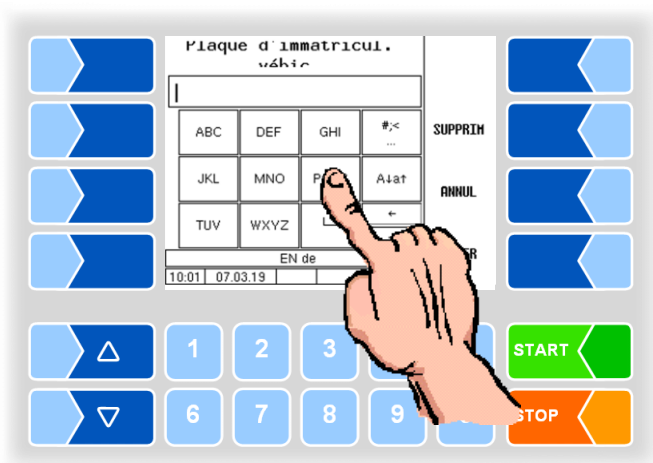 Plaque d'immatricul.
véhic
ABC DEF GHI #;< ...
SUPPRIM
JKL MNO A↓a↑
ANNUL
TUV WXYZ ←
EN de
10:01 07.03.19
1 2 3
START
6 7 8 9
STOP